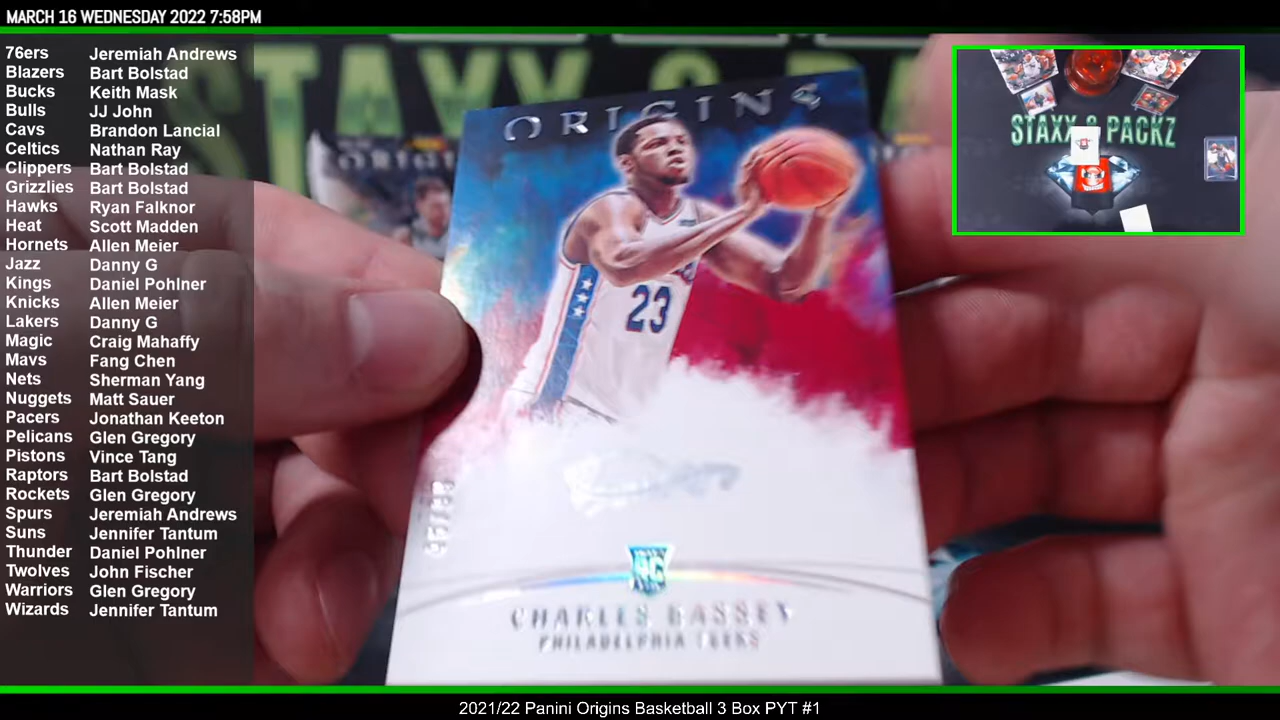 MARCH 16 WEDNESDAY 2022 7:58PM
76ers Jeremiah Andrews
Blazers Bart Bolstad
Bucks Keith Mask
Bulls JJ John
Cavs Brandon Lancial
Celtics Nathan Ray
Clippers Bart Bolstad
Grizzlies Bart Bolstad
Hawks Ryan Falknor
Heat Scott Madden
Hornets Allen Meier
Jazz Danny G
Kings Daniel Pohlner
Knicks Allen Meier
Lakers Danny G
Magic Craig Mahaffy
Mavs Fang Chen
Nets Sherman Yang
Nuggets Matt Sauer
Pacers Jonathan Keeton
Pelicans Glen Gregory
Pistons Vince Tang
Raptors Bart Bolstad
Rockets Glen Gregory
Spurs Jeremiah Andrews
Suns Jennifer Tantum
Thunder Daniel Pohlner
Twolves John Fischer
Warriors Glen Gregory
Wizards Jennifer Tantum
ORIGINS
23
RC
CHARLES BASSEY
PHILADELPHIA 76ERS
STAXX & PACKZ
2021/22 Panini Origins Basketball 3 Box PYT #1